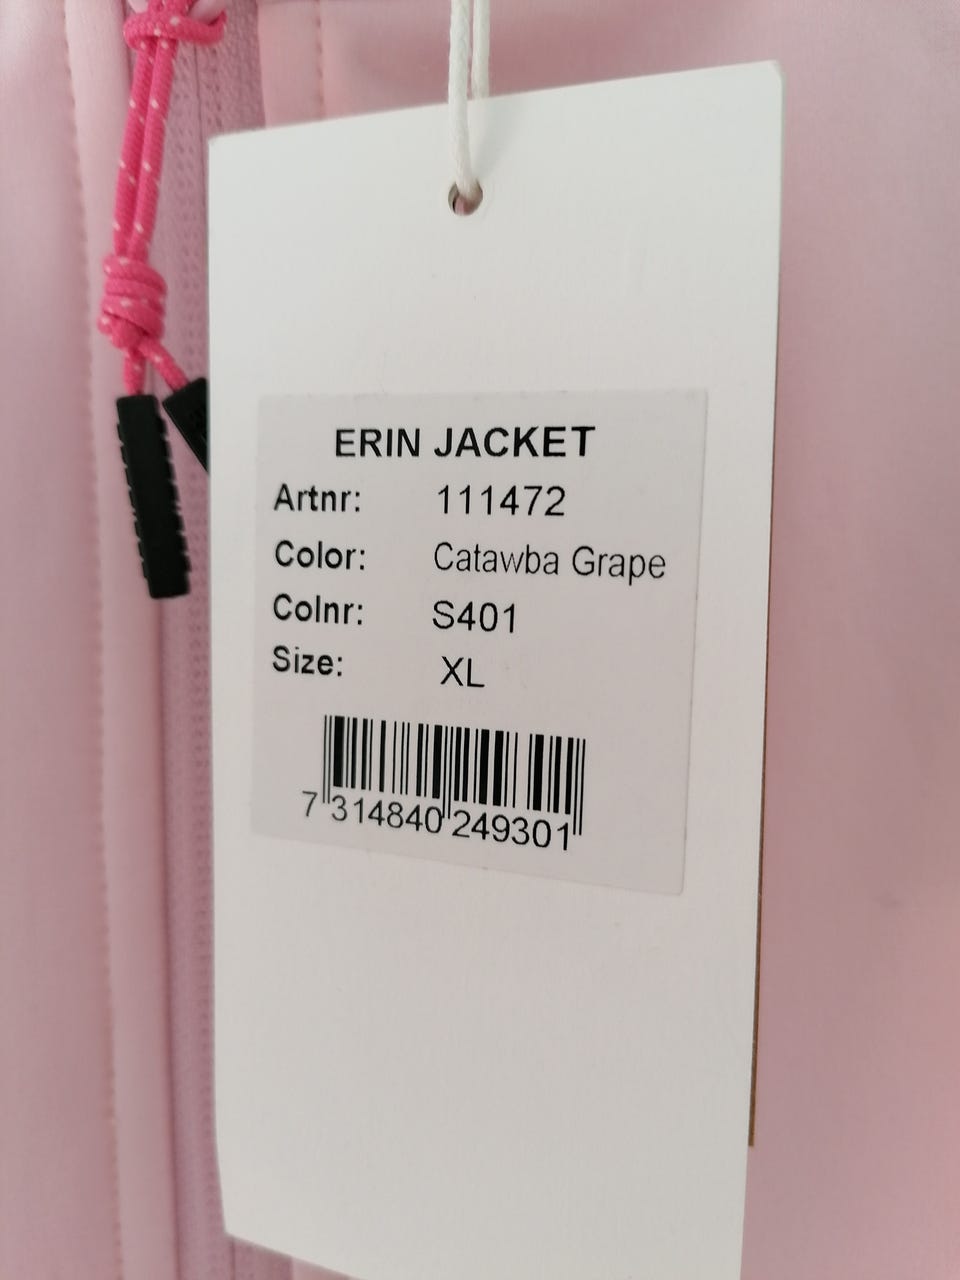 ERIN JACKET
Artnr: 111472
Color: Catawba Grape
Colnr: S401
Size: XL
7 314840 249301